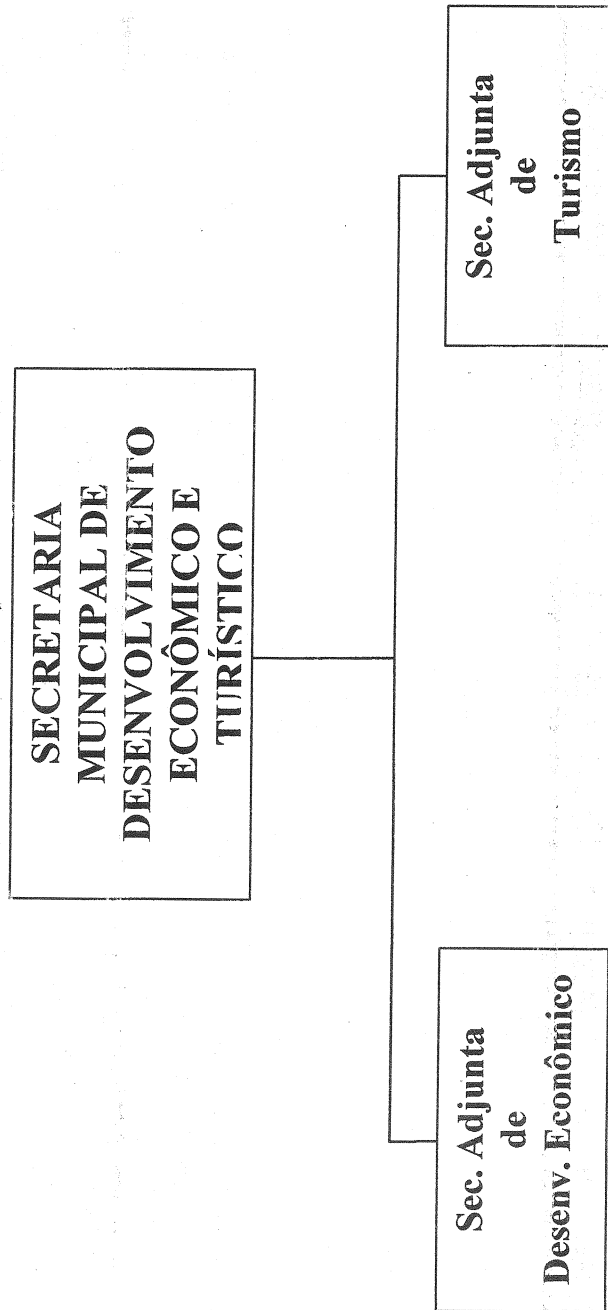 SECRETARIA
MUNICIPAL DE
DESENVOLVIMENTO
ECONÔMICO E
TURÍSTICO
Sec. Adjunta
de
Desenv. Econômico
Sec. Adjunta
de
Turismo